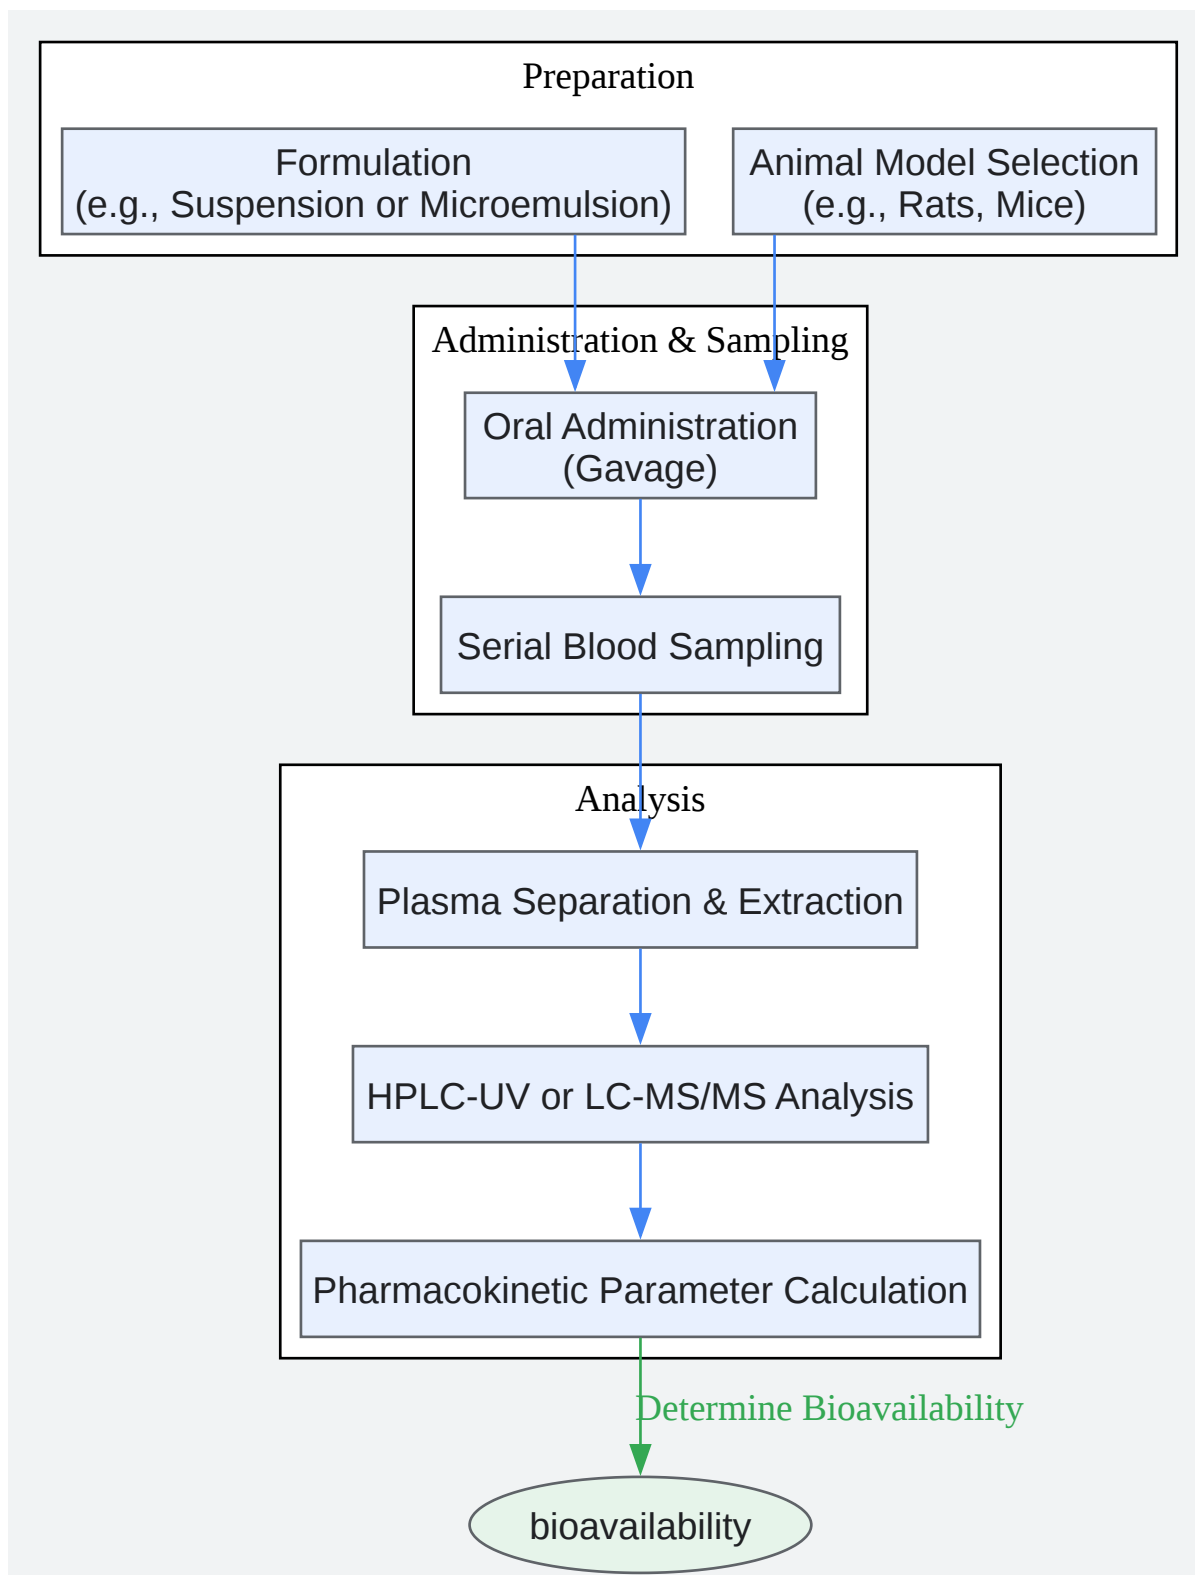 Preparation
Formulation
(e.g., Suspension or Microemulsion)
Animal Model Selection
(e.g., Rats, Mice)
Administration & Sampling
Oral Administration
(Gavage)
Serial Blood Sampling
Analysis
Plasma Separation & Extraction
HPLC-UV or LC-MS/MS Analysis
Pharmacokinetic Parameter Calculation
Determine Bioavailability
bioavailability